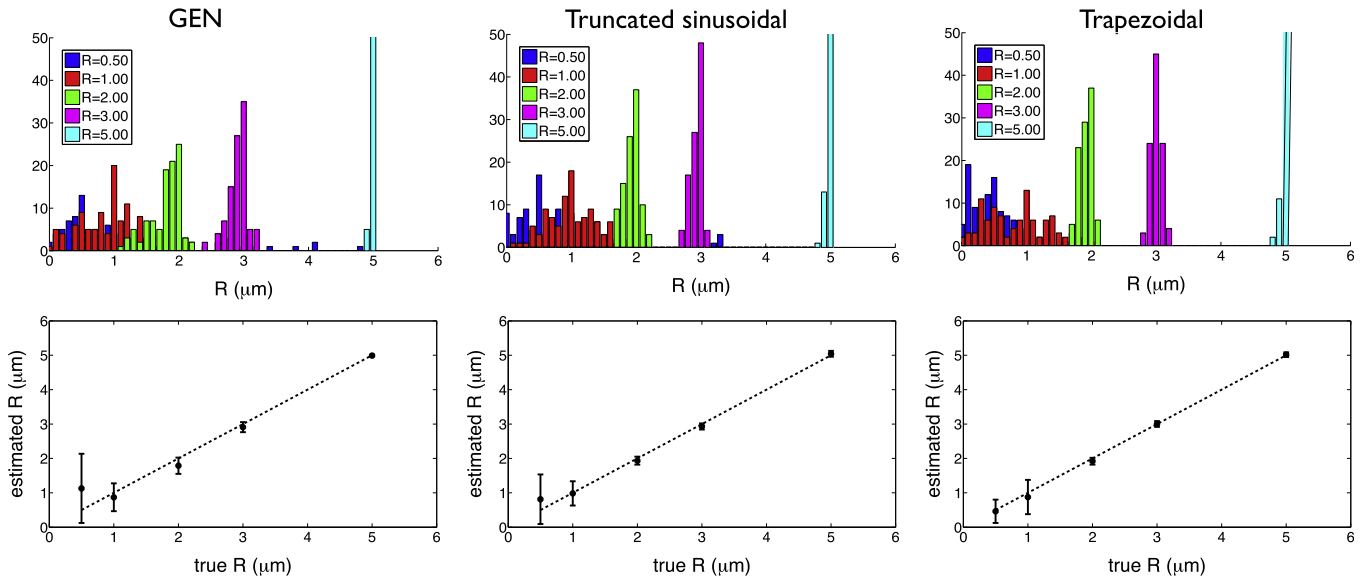 GEN
Truncated sinusoidal
Trapezoidal
50
40
30
20
10
0
R=0.50
R=1.00
R=2.00
R=3.00
R=5.00
0 1 2 3 4 5 6
R (μm)
50
40
30
20
10
0
R=0.50
R=1.00
R=2.00
R=3.00
R=5.00
0 1 2 3 4 5 6
R (μm)
50
40
30
20
10
0
R=0.50
R=1.00
R=2.00
R=3.00
R=5.00
0 1 2 3 4 5 6
R (μm)
estimated R (μm)
6
5
4
3
2
1
0
0 1 2 3 4 5 6
true R (μm)
estimated R (μm)
6
5
4
3
2
1
0
0 1 2 3 4 5 6
true R (μm)
estimated R (μm)
6
5
4
3
2
1
0
0 1 2 3 4 5 6
true R (μm)